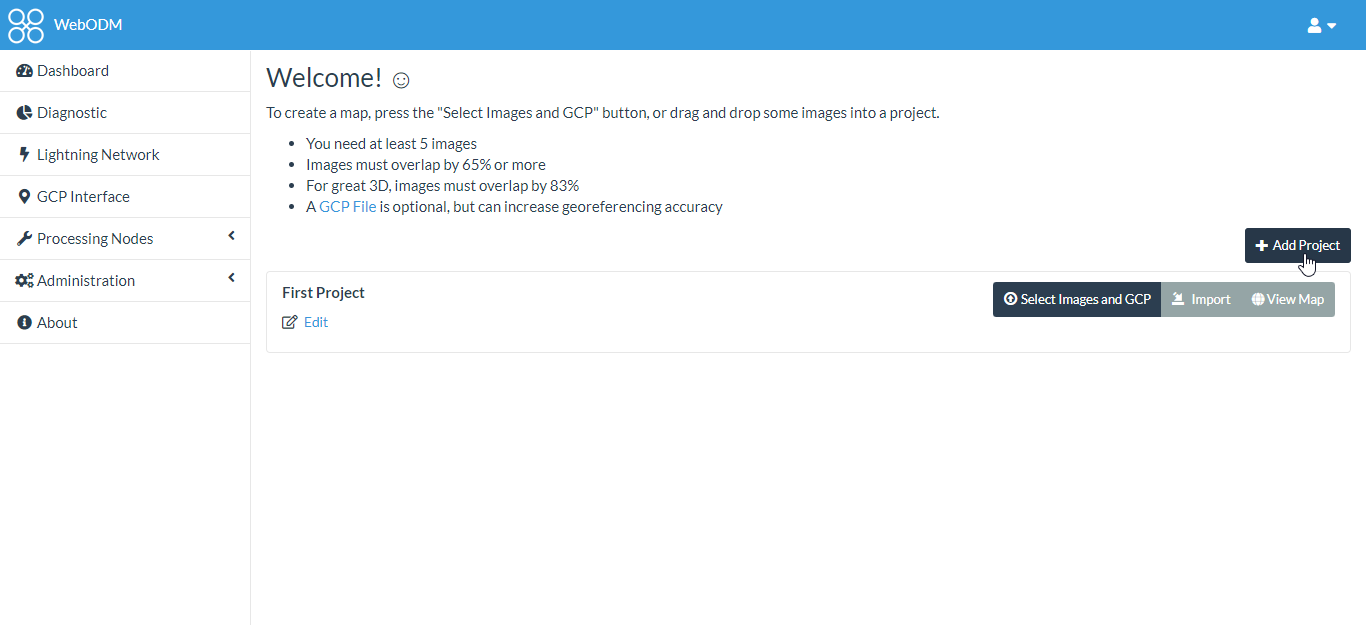 WebODM
Dashboard
Diagnostic
Lightning Network
GCP Interface
Processing Nodes
Administration
About
Welcome!
To create a map, press the "Select Images and GCP" button, or drag and drop some images into a project.
You need at least 5 images
Images must overlap by 65% or more
For great 3D, images must overlap by 83%
A GCP File is optional, but can increase georeferencing accuracy
Add Project
First Project
Select Images and GCP
Import
View Map
Edit